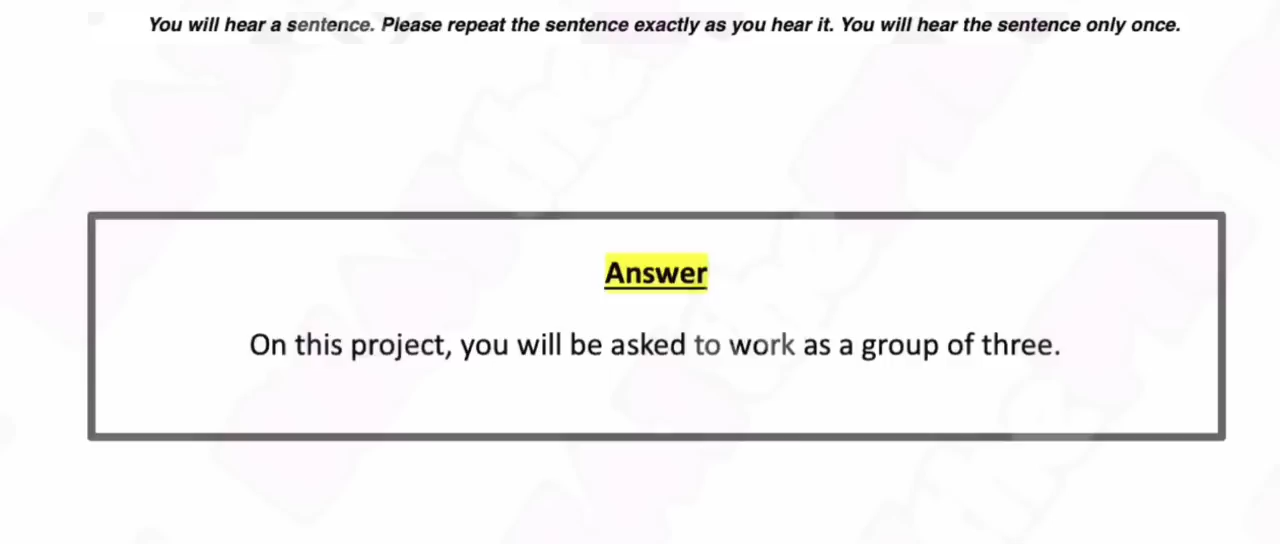 You will hear a sentence. Please repeat the sentence exactly as you hear it. You will hear the sentence only once.
Answer
On this project, you will be asked to work as a group of three.